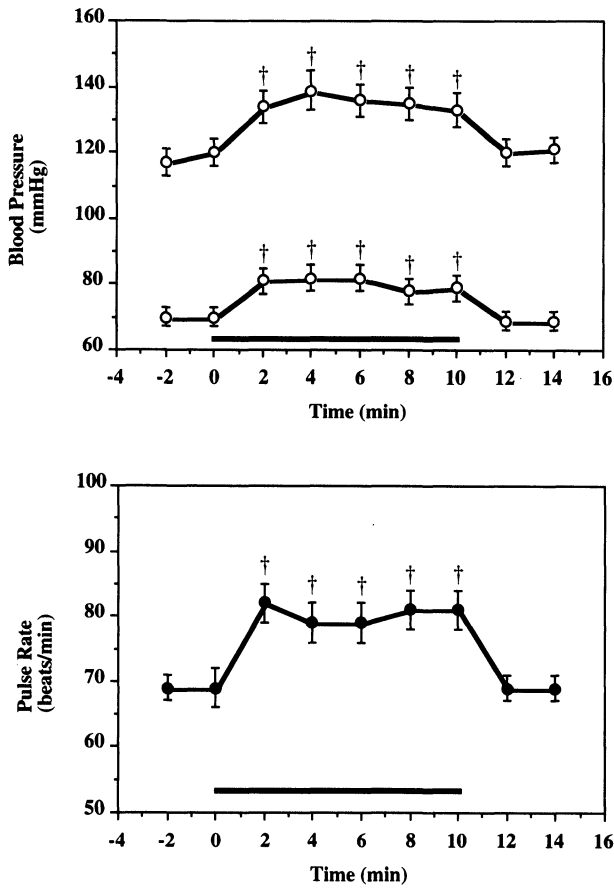 160
† † † † †
140
120
Blood Pressure
(mmHg)
100
† † † † †
80
60
-4 -2 0 2 4 6 8 10 12 14 16
Time (min)
100
90
† † † † †
80
Pulse Rate
(beats/min)
70
60
50
-4 -2 0 2 4 6 8 10 12 14 16
Time (min)